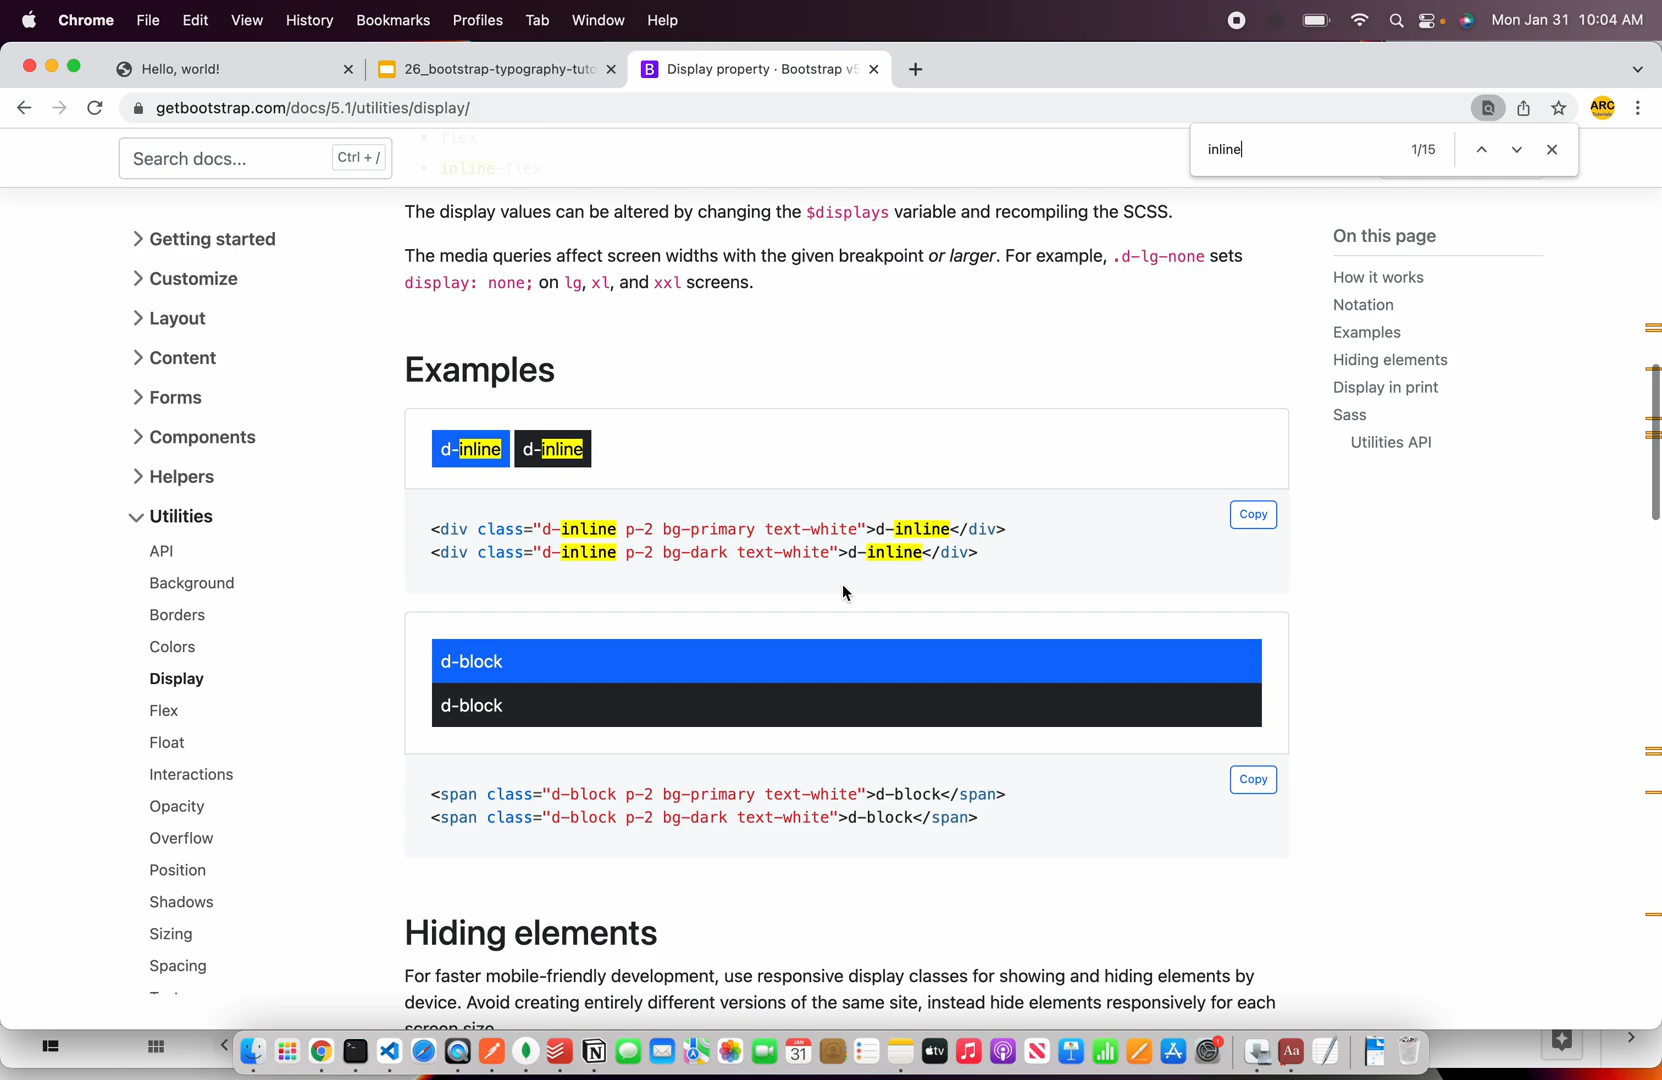 Chrome File Edit View History Bookmarks Profiles Tab Window Help Mon Jan 31 10:04 AM
Hello, world! 26_bootstrap-typography-tuto Display property · Bootstrap v5
getbootstrap.com/docs/5.1/utilities/display/ ARC
inline 1/15
Search docs... Ctrl + /
flex
inline-flex
The display values can be altered by changing the $displays variable and recompiling the SCSS.
The media queries affect screen widths with the given breakpoint or larger. For example, .d-lg-none sets
display: none; on lg, xl, and xxl screens.
Getting started
Customize
Layout
Content
Forms
Components
Helpers
Utilities
API
Background
Borders
Colors
Display
Flex
Float
Interactions
Opacity
Overflow
Position
Shadows
Sizing
Spacing
Examples
d-inline d-inline
Copy
<div class="d-inline p-2 bg-primary text-white">d-inline</div>
<div class="d-inline p-2 bg-dark text-white">d-inline</div>
d-block
d-block
Copy
<span class="d-block p-2 bg-primary text-white">d-block</span>
<span class="d-block p-2 bg-dark text-white">d-block</span>
Hiding elements
For faster mobile-friendly development, use responsive display classes for showing and hiding elements by
device. Avoid creating entirely different versions of the same site, instead hide elements responsively for each
screen size.
On this page
How it works
Notation
Examples
Hiding elements
Display in print
Sass
Utilities API
JAN
31
tv
Aa